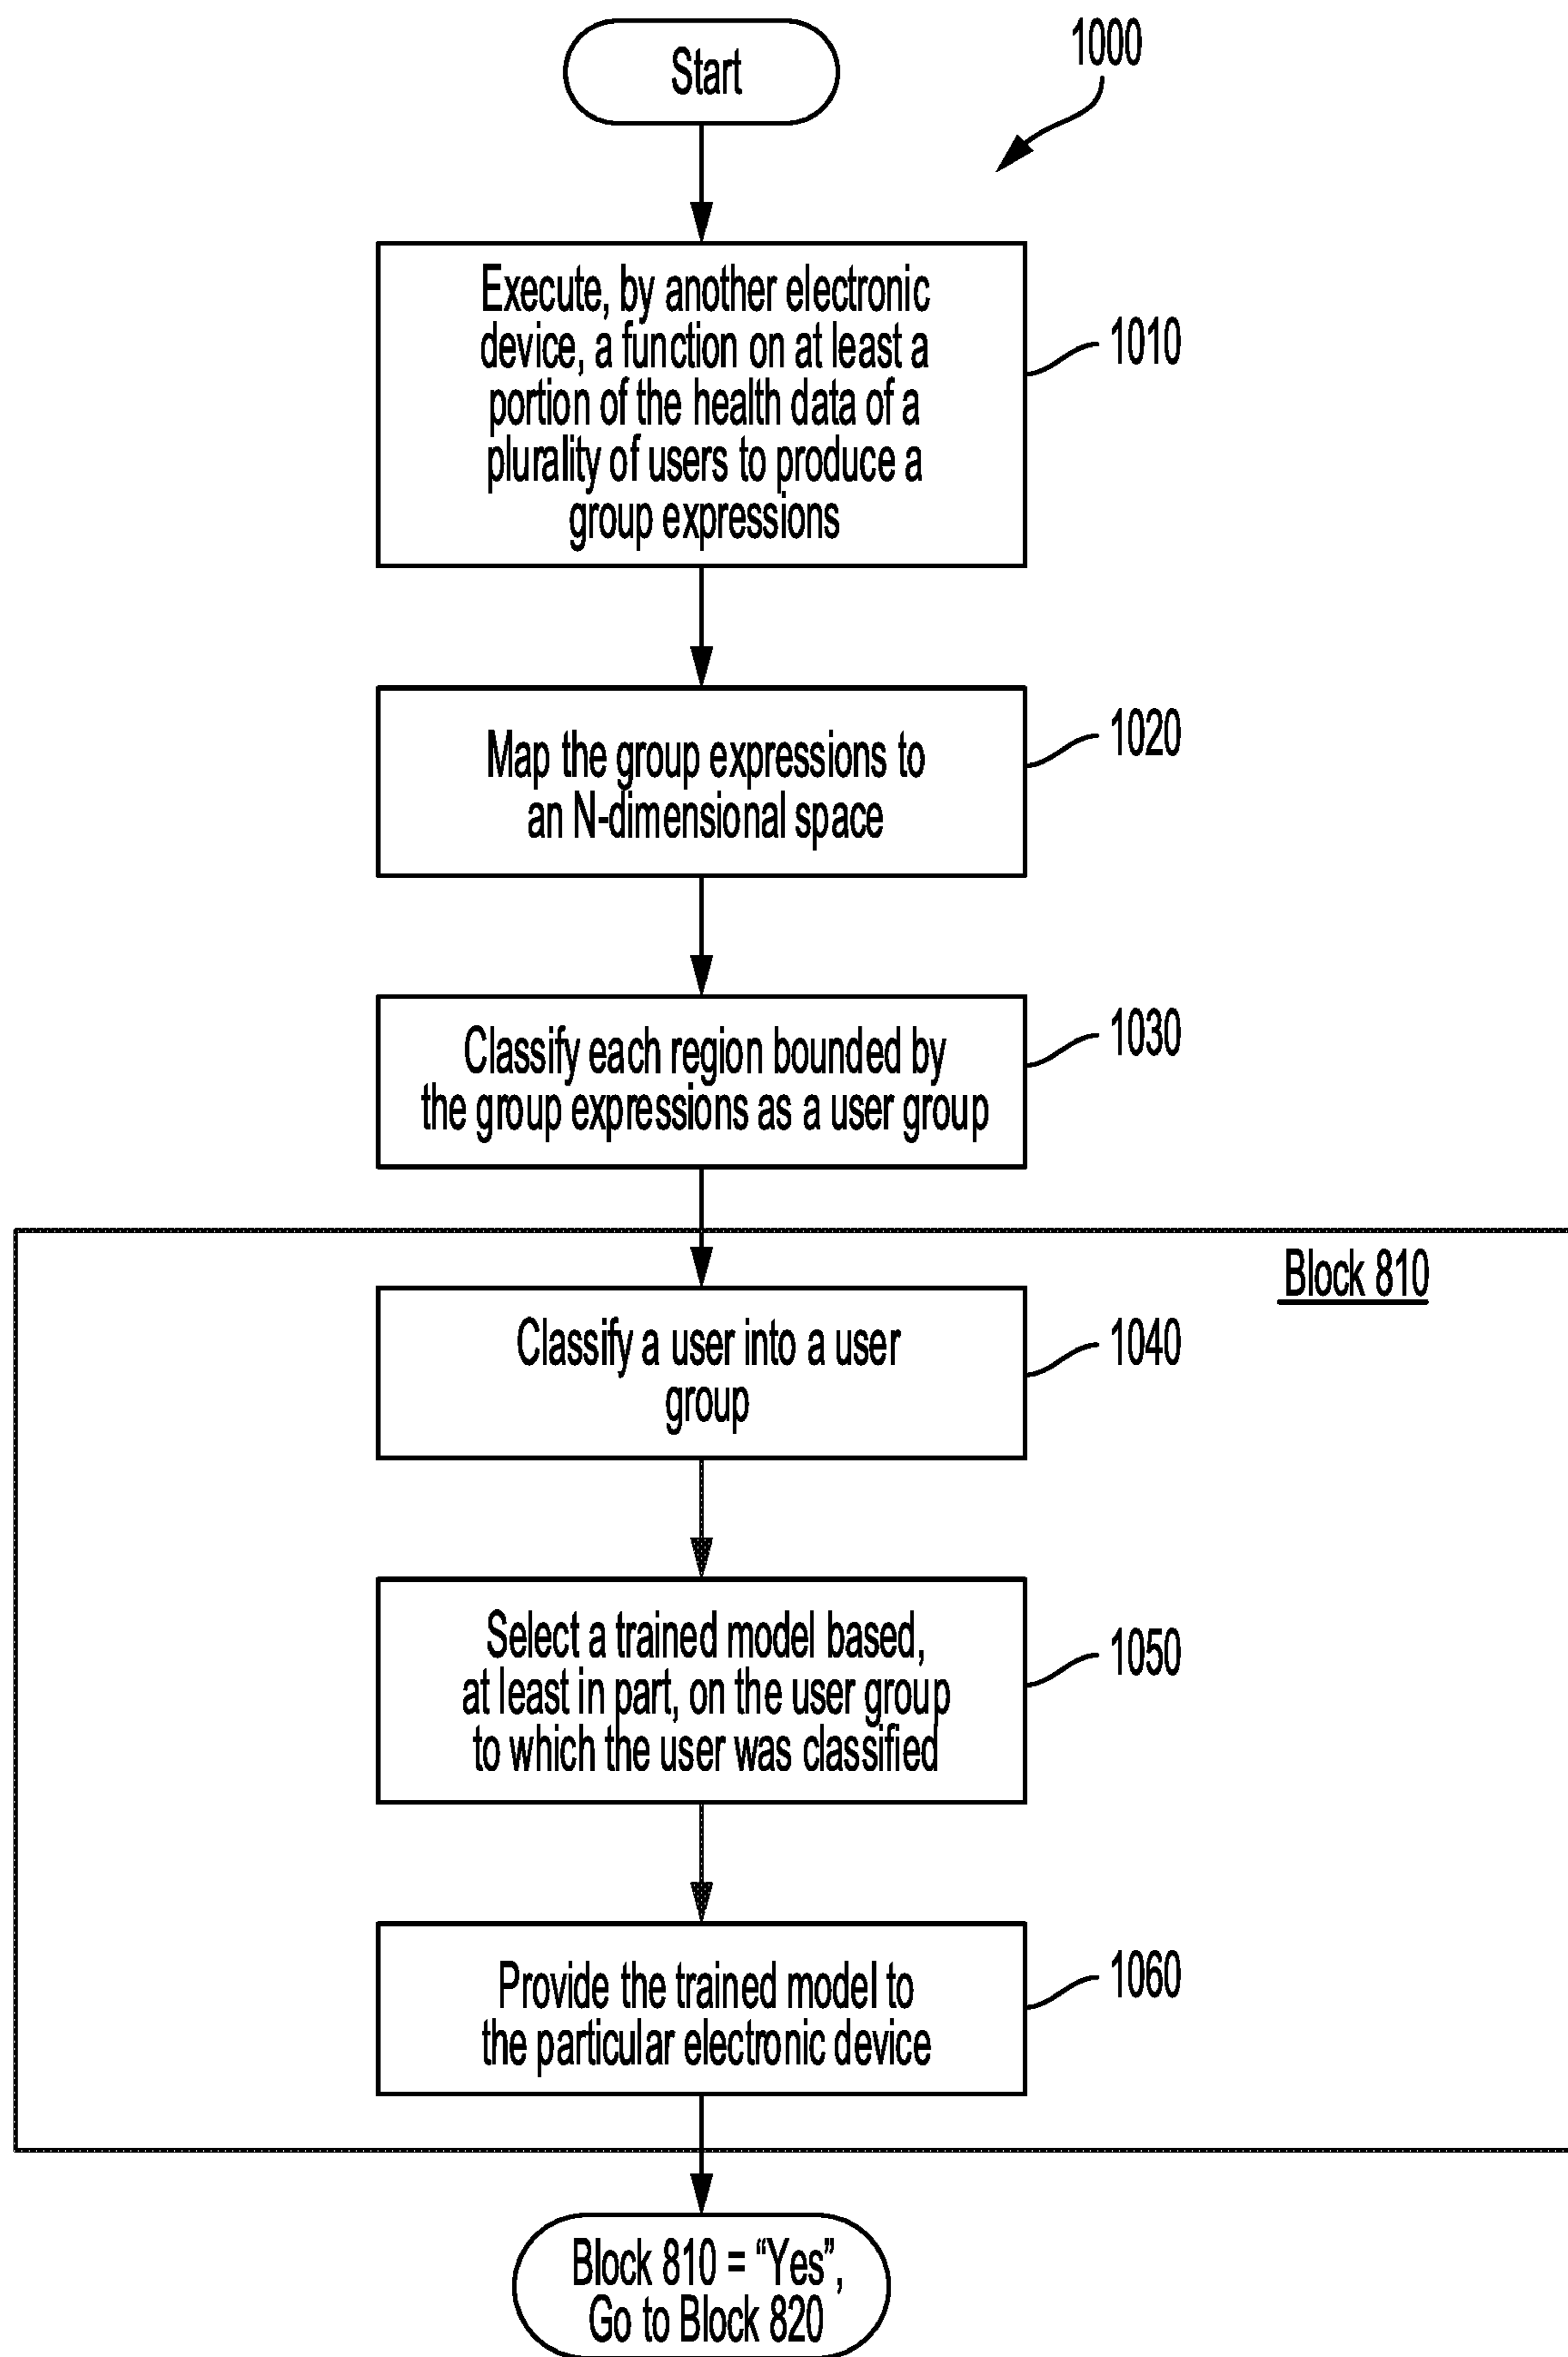 Start
1000
Execute, by another electronic
device, a function on at least a
portion of the health data of a
plurality of users to produce a
group expressions
1010
Map the group expressions to
an N-dimensional space
1020
Classify each region bounded by
the group expressions as a user group
1030
Block 810
Classify a user into a user
group
1040
Select a trained model based,
at least in part, on the user group
to which the user was classified
1050
Provide the trained model to
the particular electronic device
1060
Block 810 = “Yes”,
Go to Block 820